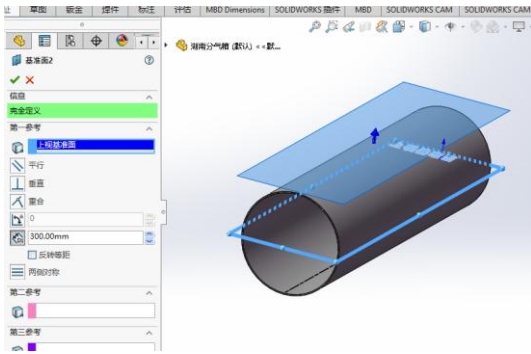 草图 钣金 焊件 标注 评估 MBD Dimensions SOLIDWORKS 插件 MBD SOLIDWORKS CAM SOLIDWORKS CAM
基准面2
信息
完全定义
第一参考
上视基准面
平行
垂直
重合
0
300.00mm
反转等距
两侧对称
第二参考
第三参考
湖南分气槽 (默认) <<默...